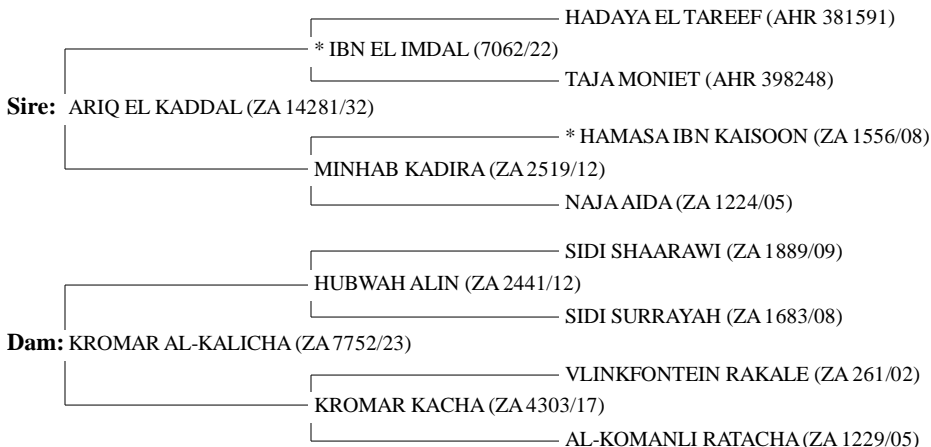 HADAYA EL TAREEF (AHR 381591)
* IBN EL IMDAL (7062/22)
TAJA MONIET (AHR 398248)
Sire: ARIQ EL KADDAL (ZA 14281/32)
* HAMASA IBN KAISOON (ZA 1556/08)
MINHAB KADIRA (ZA 2519/12)
NAJA AIDA (ZA 1224/05)
SIDI SHAARAWI (ZA 1889/09)
HUBWAH ALIN (ZA 2441/12)
SIDI SURRAYAH (ZA 1683/08)
Dam: KROMAR AL-KALICHA (ZA 7752/23)
VLINKFONTEIN RAKALE (ZA 261/02)
KROMAR KACHA (ZA 4303/17)
AL-KOMANLI RATACHA (ZA 1229/05)